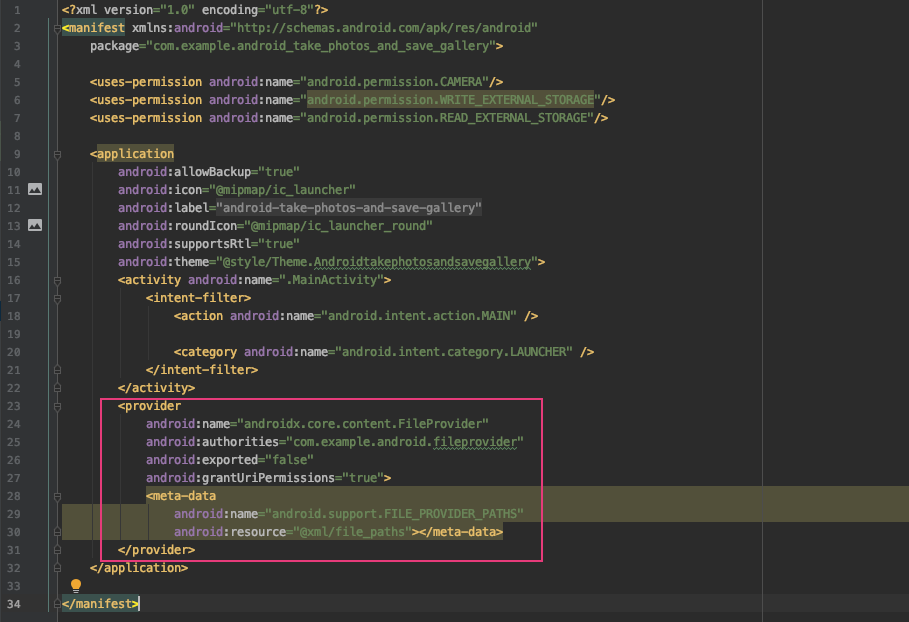 1 <?xml version="1.0" encoding="utf-8"?>
2 <manifest xmlns:android="http://schemas.android.com/apk/res/android"
3     package="com.example.android_take_photos_and_save_gallery">
4
5     <uses-permission android:name="android.permission.CAMERA"/>
6     <uses-permission android:name="android.permission.WRITE_EXTERNAL_STORAGE"/>
7     <uses-permission android:name="android.permission.READ_EXTERNAL_STORAGE"/>
8
9     <application
10         android:allowBackup="true"
11         android:icon="@mipmap/ic_launcher"
12         android:label="android-take-photos-and-save-gallery"
13         android:roundIcon="@mipmap/ic_launcher_round"
14         android:supportsRtl="true"
15         android:theme="@style/Theme.Androidtakephotosandsavegallery">
16         <activity android:name=".MainActivity">
17             <intent-filter>
18                 <action android:name="android.intent.action.MAIN" />
19
20                 <category android:name="android.intent.category.LAUNCHER" />
21             </intent-filter>
22         </activity>
23         <provider
24             android:name="androidx.core.content.FileProvider"
25             android:authorities="com.example.android.fileprovider"
26             android:exported="false"
27             android:grantUriPermissions="true">
28             <meta-data
29                 android:name="android.support.FILE_PROVIDER_PATHS"
30                 android:resource="@xml/file_paths"></meta-data>
31         </provider>
32     </application>
33
34 </manifest>